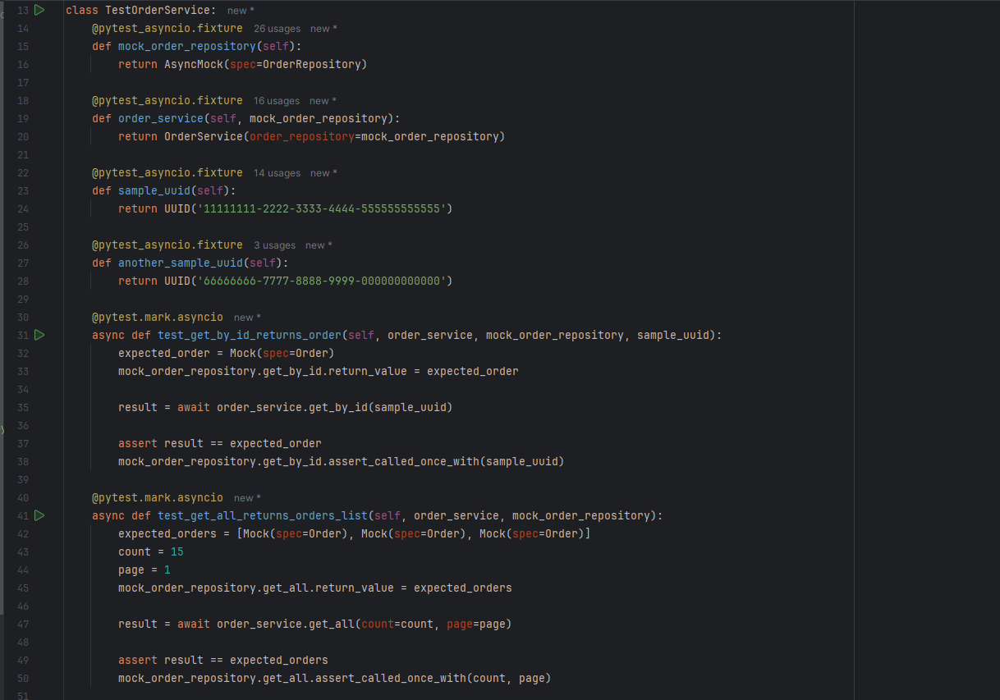 13 class TestOrderService: new *
14 @pytest_asyncio.fixture 26 usages new *
15 def mock_order_repository(self):
16 return AsyncMock(spec=OrderRepository)
17
18 @pytest_asyncio.fixture 16 usages new *
19 def order_service(self, mock_order_repository):
20 return OrderService(order_repository=mock_order_repository)
21
22 @pytest_asyncio.fixture 14 usages new *
23 def sample_uuid(self):
24 return UUID('11111111-2222-3333-4444-555555555555')
25
26 @pytest_asyncio.fixture 3 usages new *
27 def another_sample_uuid(self):
28 return UUID('66666666-7777-8888-9999-000000000000')
29
30 @pytest.mark.asyncio new *
31 async def test_get_by_id_returns_order(self, order_service, mock_order_repository, sample_uuid):
32 expected_order = Mock(spec=Order)
33 mock_order_repository.get_by_id.return_value = expected_order
34
35 result = await order_service.get_by_id(sample_uuid)
36
37 assert result == expected_order
38 mock_order_repository.get_by_id.assert_called_once_with(sample_uuid)
39
40 @pytest.mark.asyncio new *
41 async def test_get_all_returns_orders_list(self, order_service, mock_order_repository):
42 expected_orders = [Mock(spec=Order), Mock(spec=Order), Mock(spec=Order)]
43 count = 15
44 page = 1
45 mock_order_repository.get_all.return_value = expected_orders
46
47 result = await order_service.get_all(count=count, page=page)
48
49 assert result == expected_orders
50 mock_order_repository.get_all.assert_called_once_with(count, page)
51